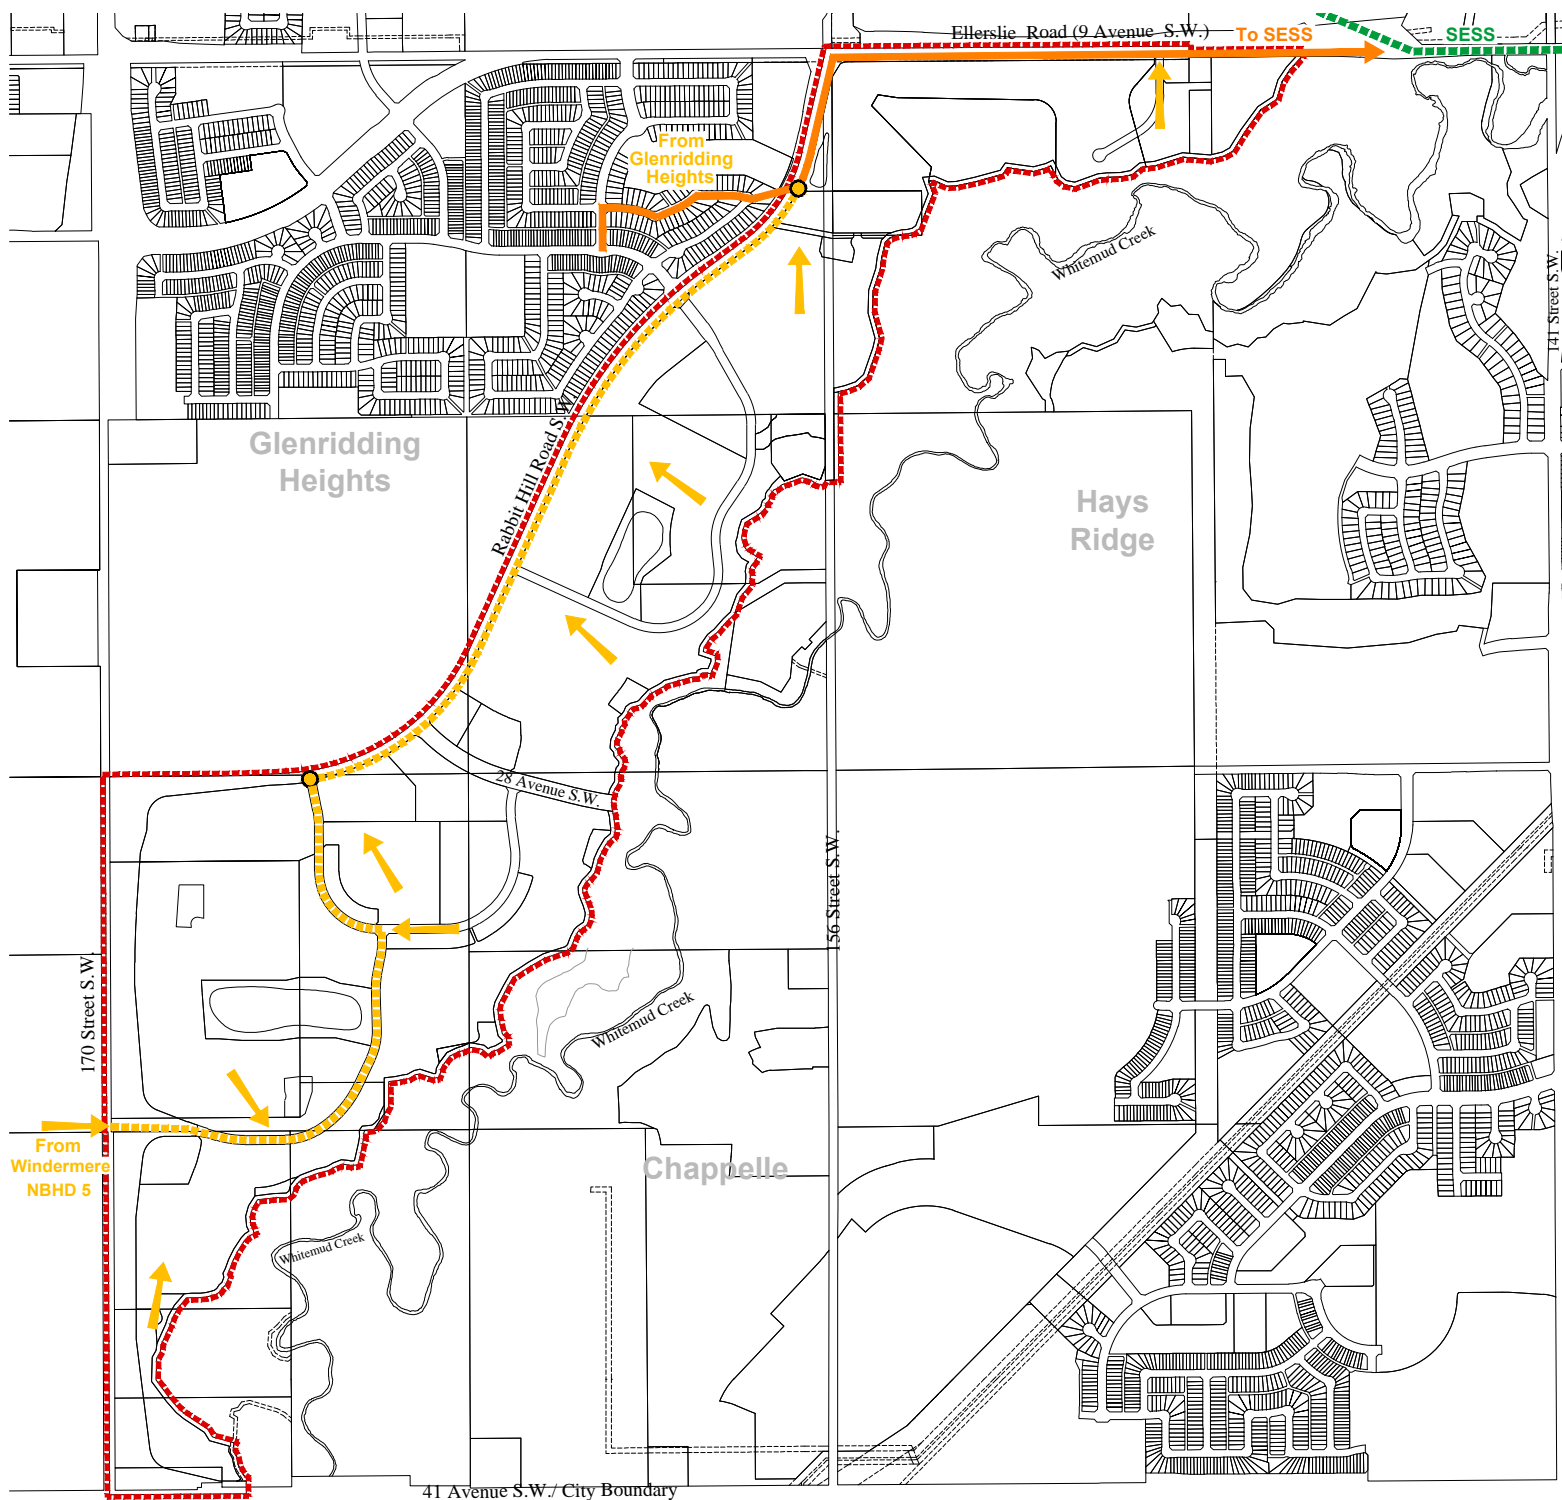 Ellerslie Road (9 Avenue S.W.)
To SESS
SESS
From
Glenridding
Heights
Whitemud Creek
141 Street S.W.
Glenridding
Heights
Rabbit Hill Road S.W.
Hays
Ridge
28 Avenue S.W.
156 Street S.W.
170 Street S.W.
Whitemud Creek
From
Windermere
NBHD 5
Chappelle
Whitemud Creek
41 Avenue S.W./ City Boundary